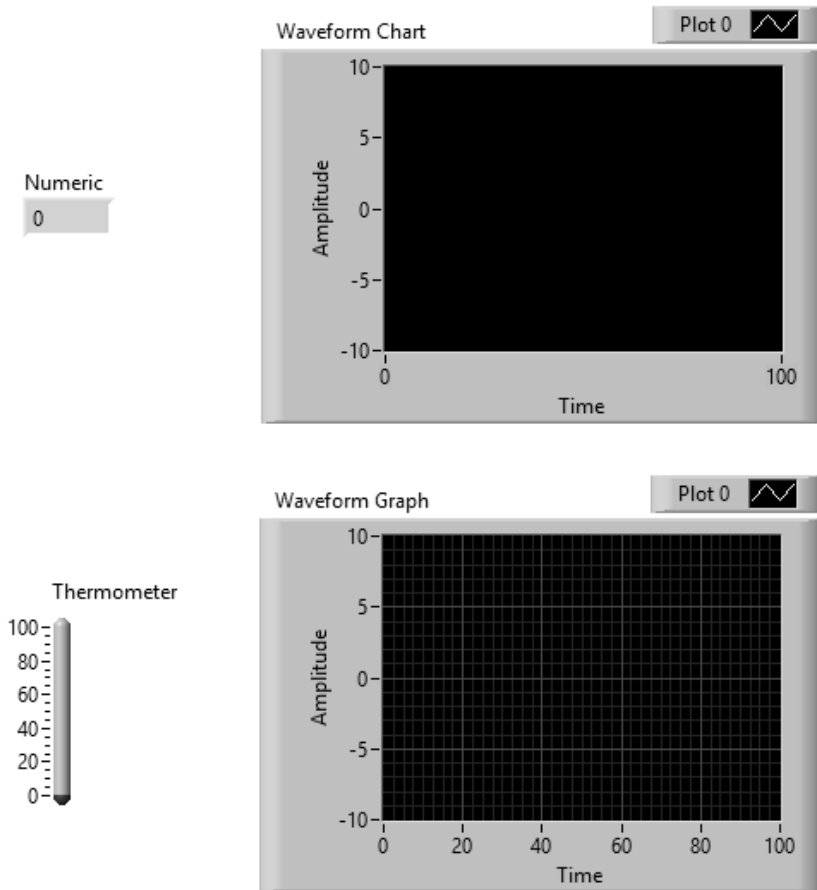 Waveform Chart
Plot 0
10
5
0
-5
-10
Amplitude
0 100
Time
Numeric
0
Waveform Graph
Plot 0
10
5
0
-5
-10
Amplitude
0 20 40 60 80 100
Time
Thermometer
100
80
60
40
20
0